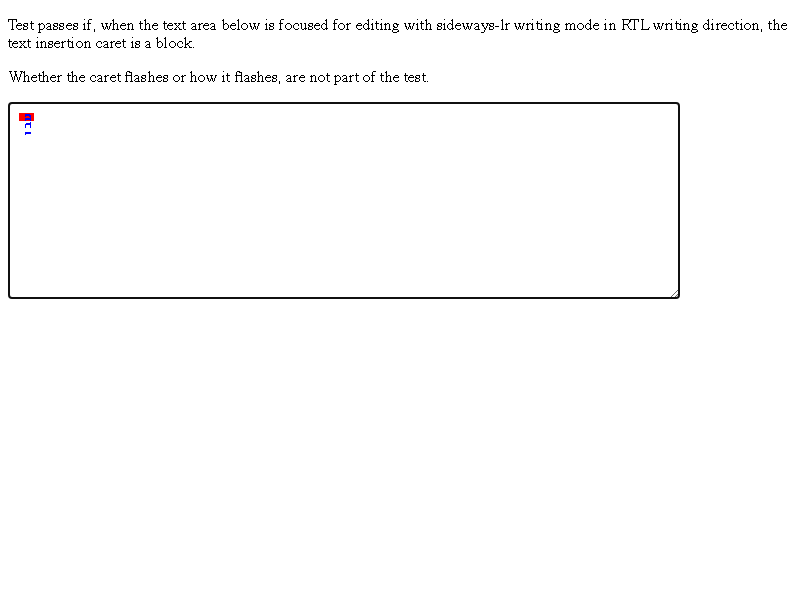 Test passes if, when the text area below is focused for editing with sideways-lr writing mode in RTL writing direction, the
text insertion caret is a block.
Whether the caret flashes or how it flashes, are not part of the test.